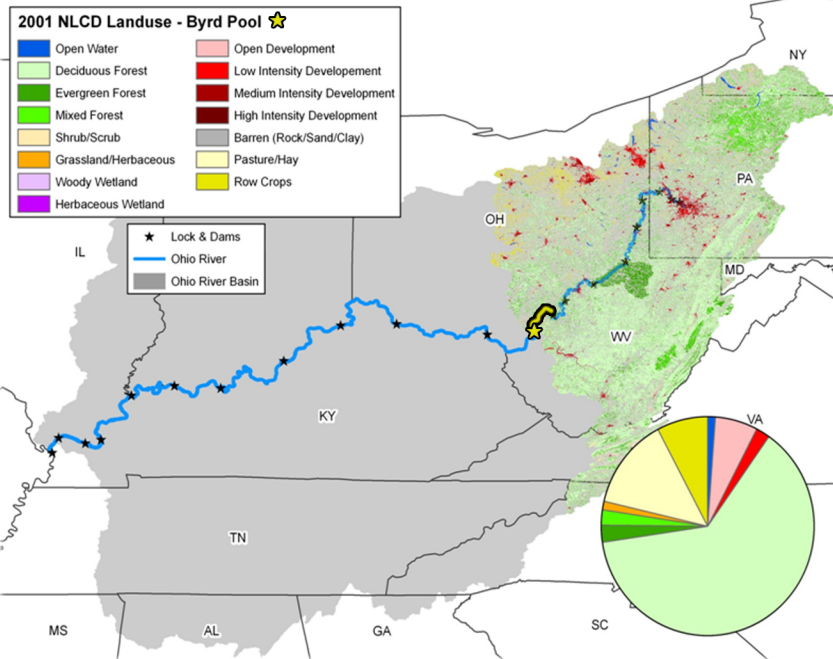 2001 NLCD Landuse - Byrd Pool
Open Water
Open Development
Deciduous Forest
Low Intensity Developement
Evergreen Forest
Medium Intensity Development
Mixed Forest
High Intensity Development
Shrub/Scrub
Barren (Rock/Sand/Clay)
Grassland/Herbaceous
Pasture/Hay
Woody Wetland
Row Crops
Herbaceous Wetland
NY
PA
OH
Lock & Dams
Ohio River
Ohio River Basin
IL
MD
WV
KY
VA
TN
MS
AL
GA
SC